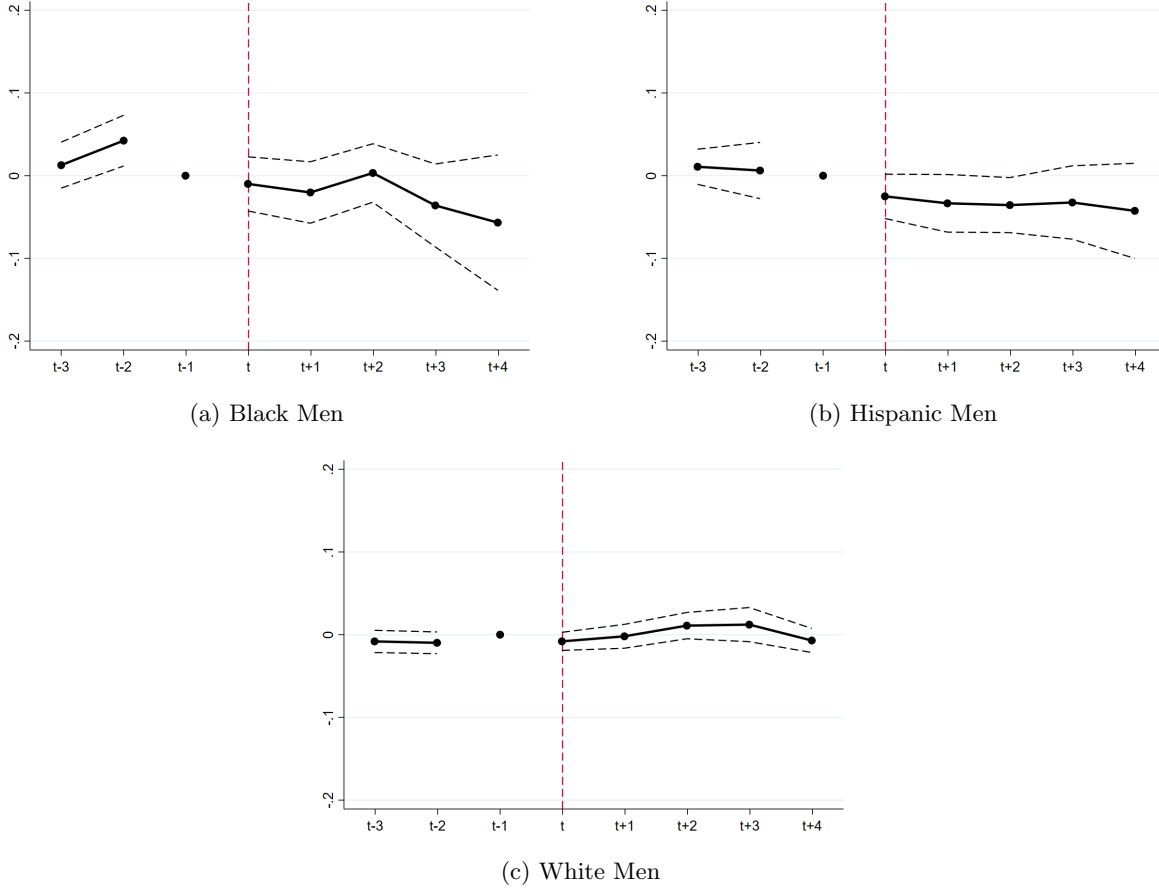 .2
.1
0
-.1
-.2
t-3 t-2 t-1 t t+1 t+2 t+3 t+4
(a) Black Men
.2
.1
0
-.1
-.2
t-3 t-2 t-1 t t+1 t+2 t+3 t+4
(b) Hispanic Men
.2
.1
0
-.1
-.2
t-3 t-2 t-1 t t+1 t+2 t+3 t+4
(c) White Men